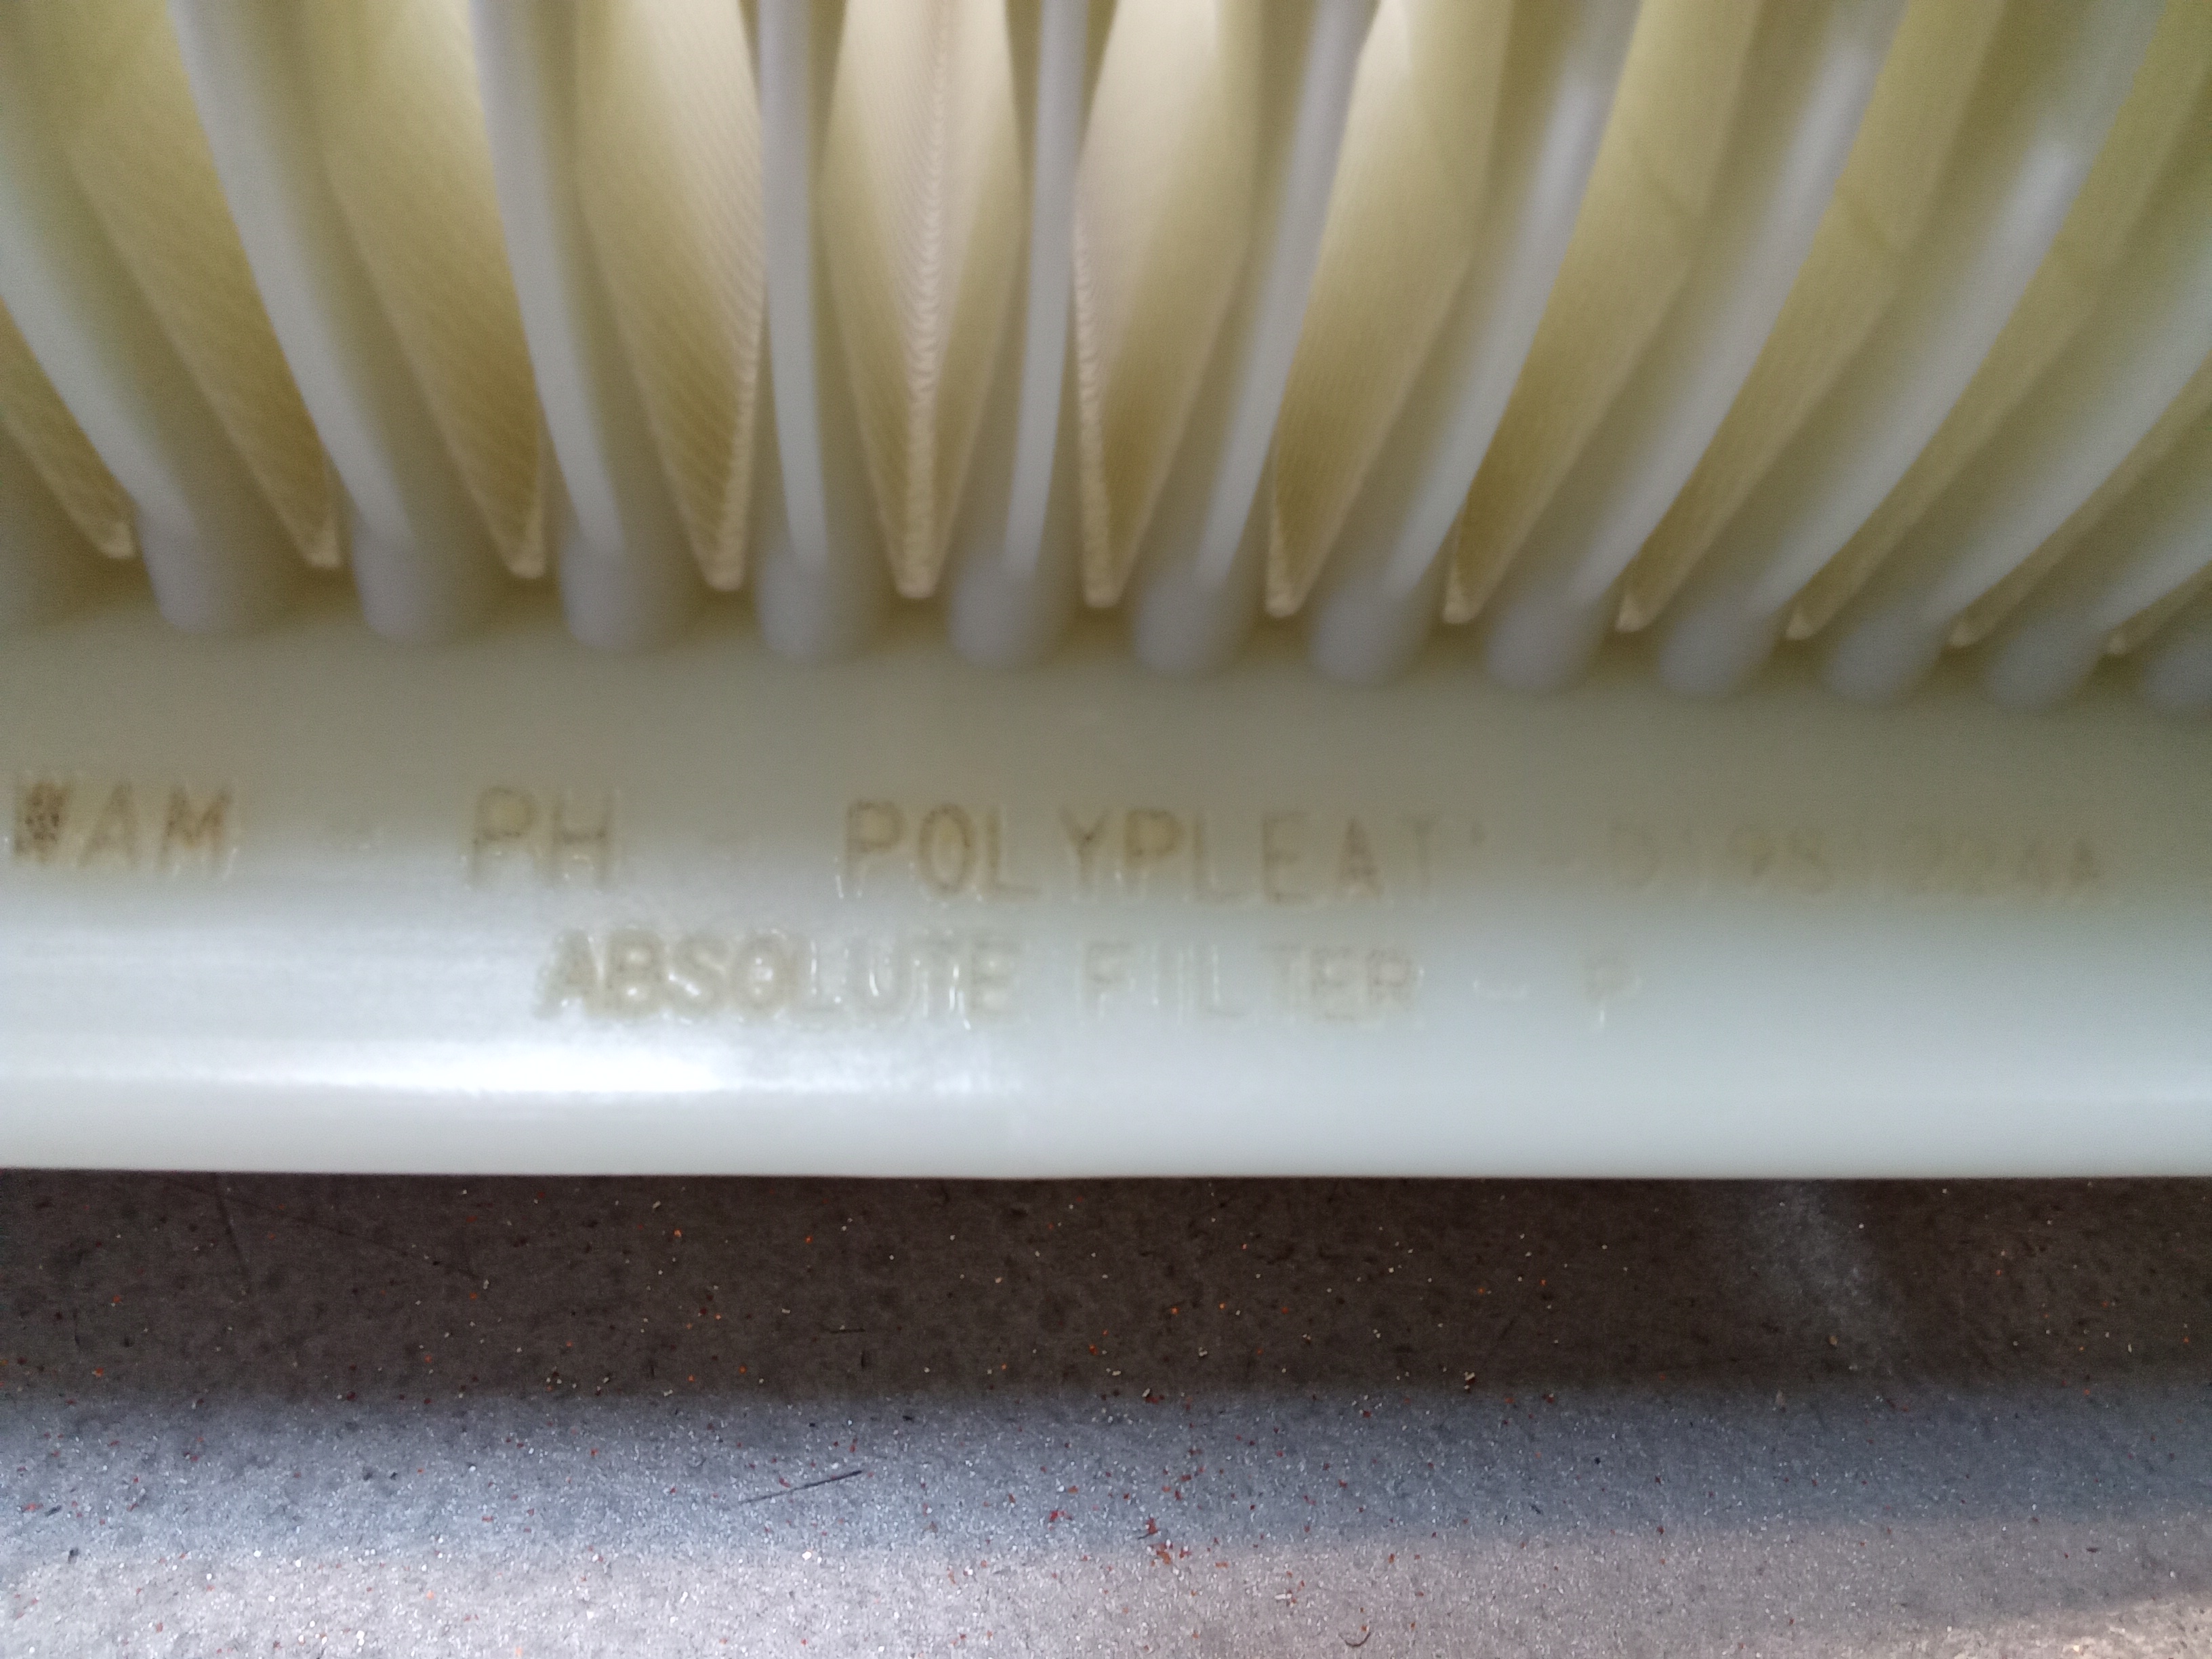 WAM - PH - POLYPLEAT'
ABSOLUTE FILTER - P